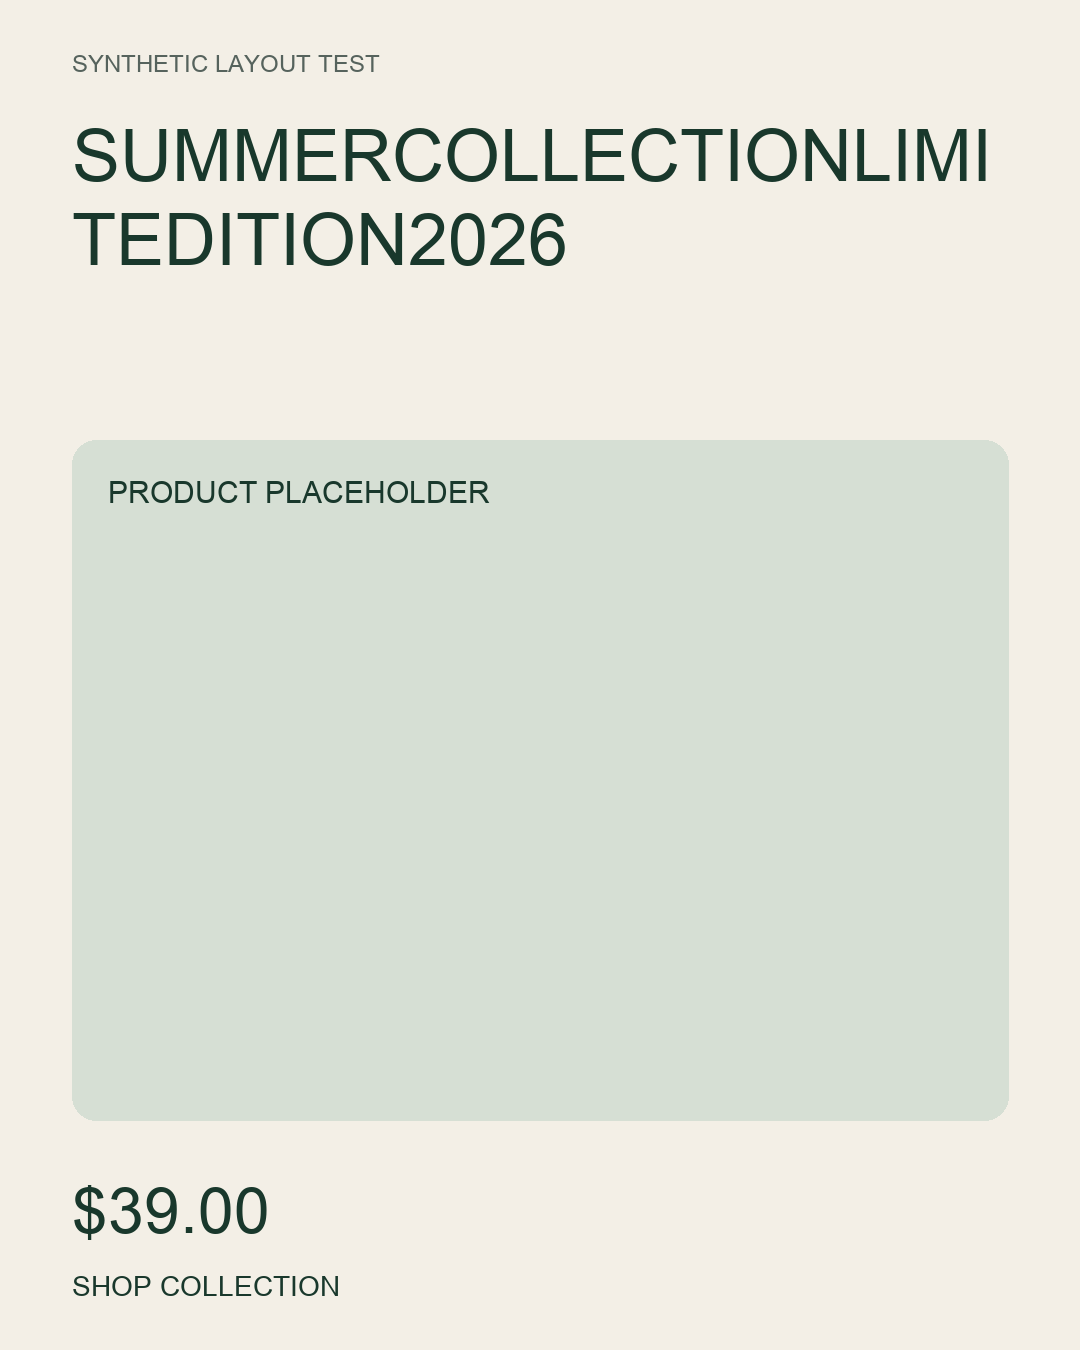 SYNTHETIC LAYOUT TEST
SUMMERCOLLECTIONLIMI
TEDITION2026
PRODUCT PLACEHOLDER
$39.00
SHOP COLLECTION